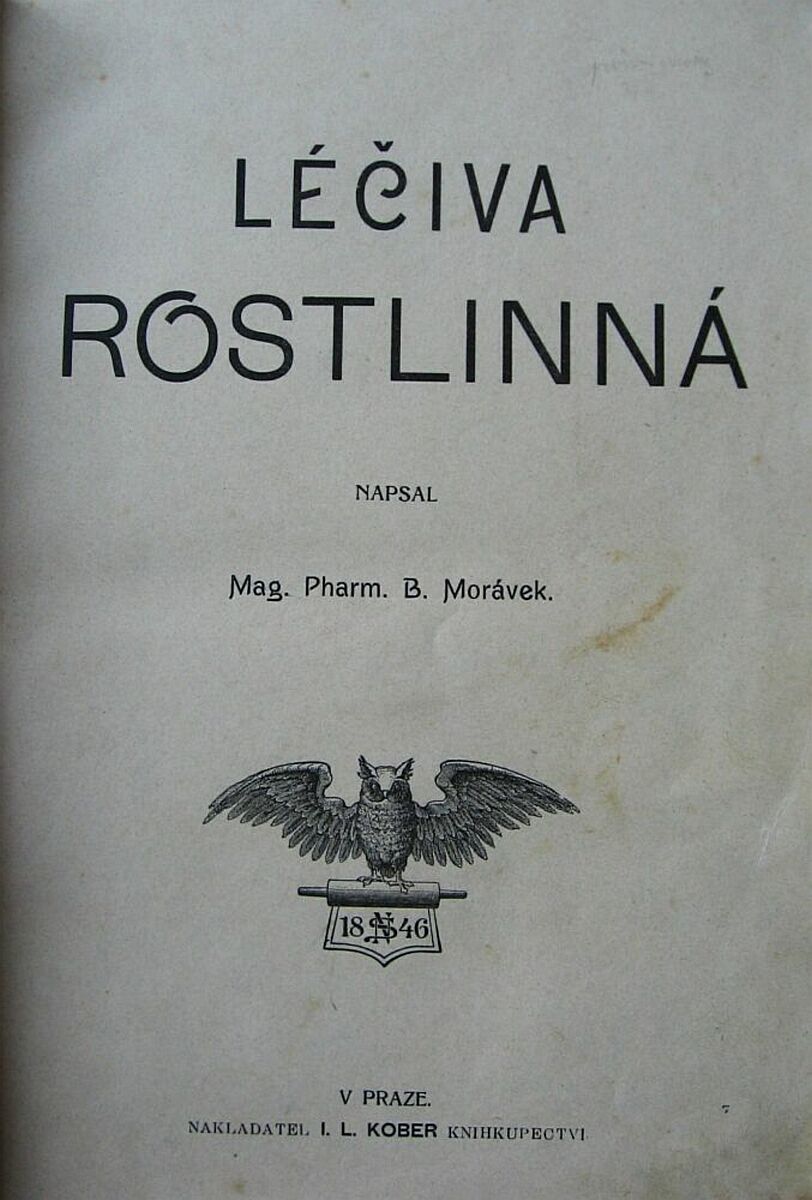 LÉČIVA
ROSTLINNÁ
NAPSAL
Mag. Pharm. B. Morávek.
18 46
V PRAZE.
NAKLADATEL I. L. KOBER KNIHKUPECTVÍ